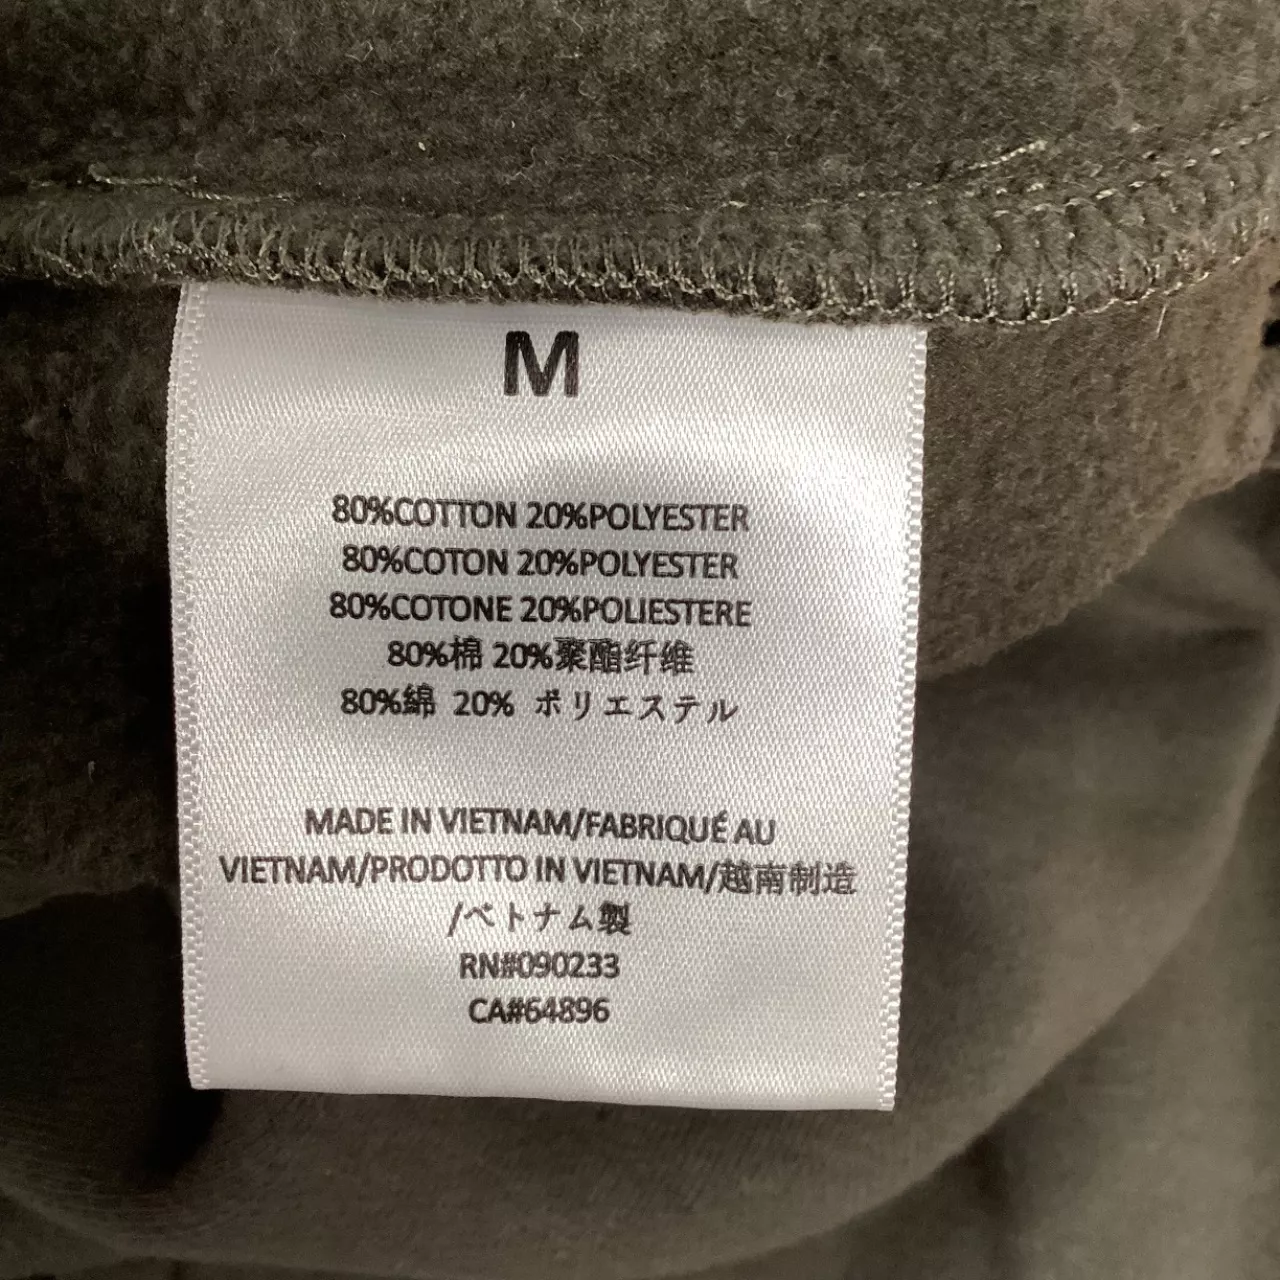 M
80%COTTON 20%POLYESTER
80%COTON 20%POLYESTER
80%COTONE 20%POLIESTERE
80%棉 20%聚酯纤维
80%綿 20% ポリエステル
MADE IN VIETNAM/FABRIQUÉ AU
VIETNAM/PRODOTTO IN VIETNAM/越南制造
/ベトナム製
RN#090233
CA#64896